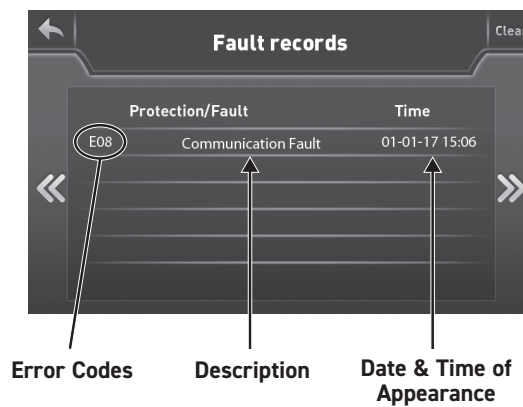 Fault records
Protection/Fault Time
E08 Communication Fault 01-01-17 15:06
Error Codes Description Date & Time of
Appearance